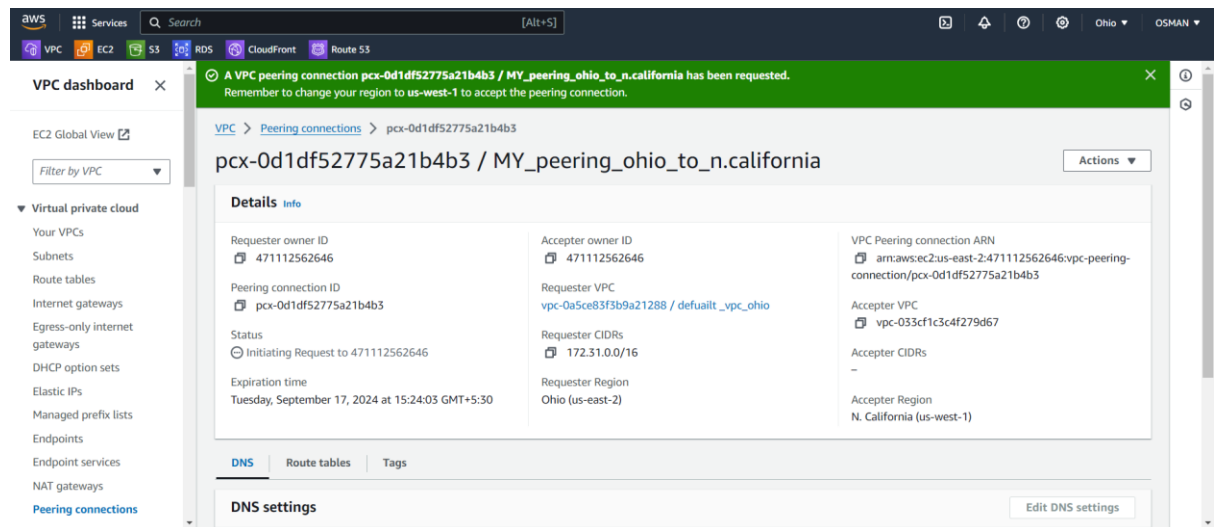 aws
Services
Search
[Alt+S]
Ohio
OSMAN
VPC
EC2
S3
RDS
CloudFront
Route 53
VPC dashboard
EC2 Global View
Filter by VPC
Virtual private cloud
Your VPCs
Subnets
Route tables
Internet gateways
Egress-only internet
gateways
DHCP option sets
Elastic IPs
Managed prefix lists
Endpoints
Endpoint services
NAT gateways
Peering connections
A VPC peering connection pcx-0d1df52775a21b4b3 / MY_peering_ohio_to_n.california has been requested.
Remember to change your region to us-west-1 to accept the peering connection.
VPC > Peering connections > pcx-0d1df52775a21b4b3
pcx-0d1df52775a21b4b3 / MY_peering_ohio_to_n.california
Actions
Details Info
Requester owner ID
471112562646
Peering connection ID
pcx-0d1df52775a21b4b3
Status
Initiating Request to 471112562646
Expiration time
Tuesday, September 17, 2024 at 15:24:03 GMT+5:30
Accepter owner ID
471112562646
Requester VPC
vpc-0a5ce83f3b9a21288 / defuailt _vpc_ohio
Requester CIDRs
172.31.0.0/16
Requester Region
Ohio (us-east-2)
VPC Peering connection ARN
arn:aws:ec2:us-east-2:471112562646:vpc-peering-
connection/pcx-0d1df52775a21b4b3
Accepter VPC
vpc-033cf1c3c4f279d67
Accepter CIDRs
–
Accepter Region
N. California (us-west-1)
DNS
Route tables
Tags
DNS settings
Edit DNS settings